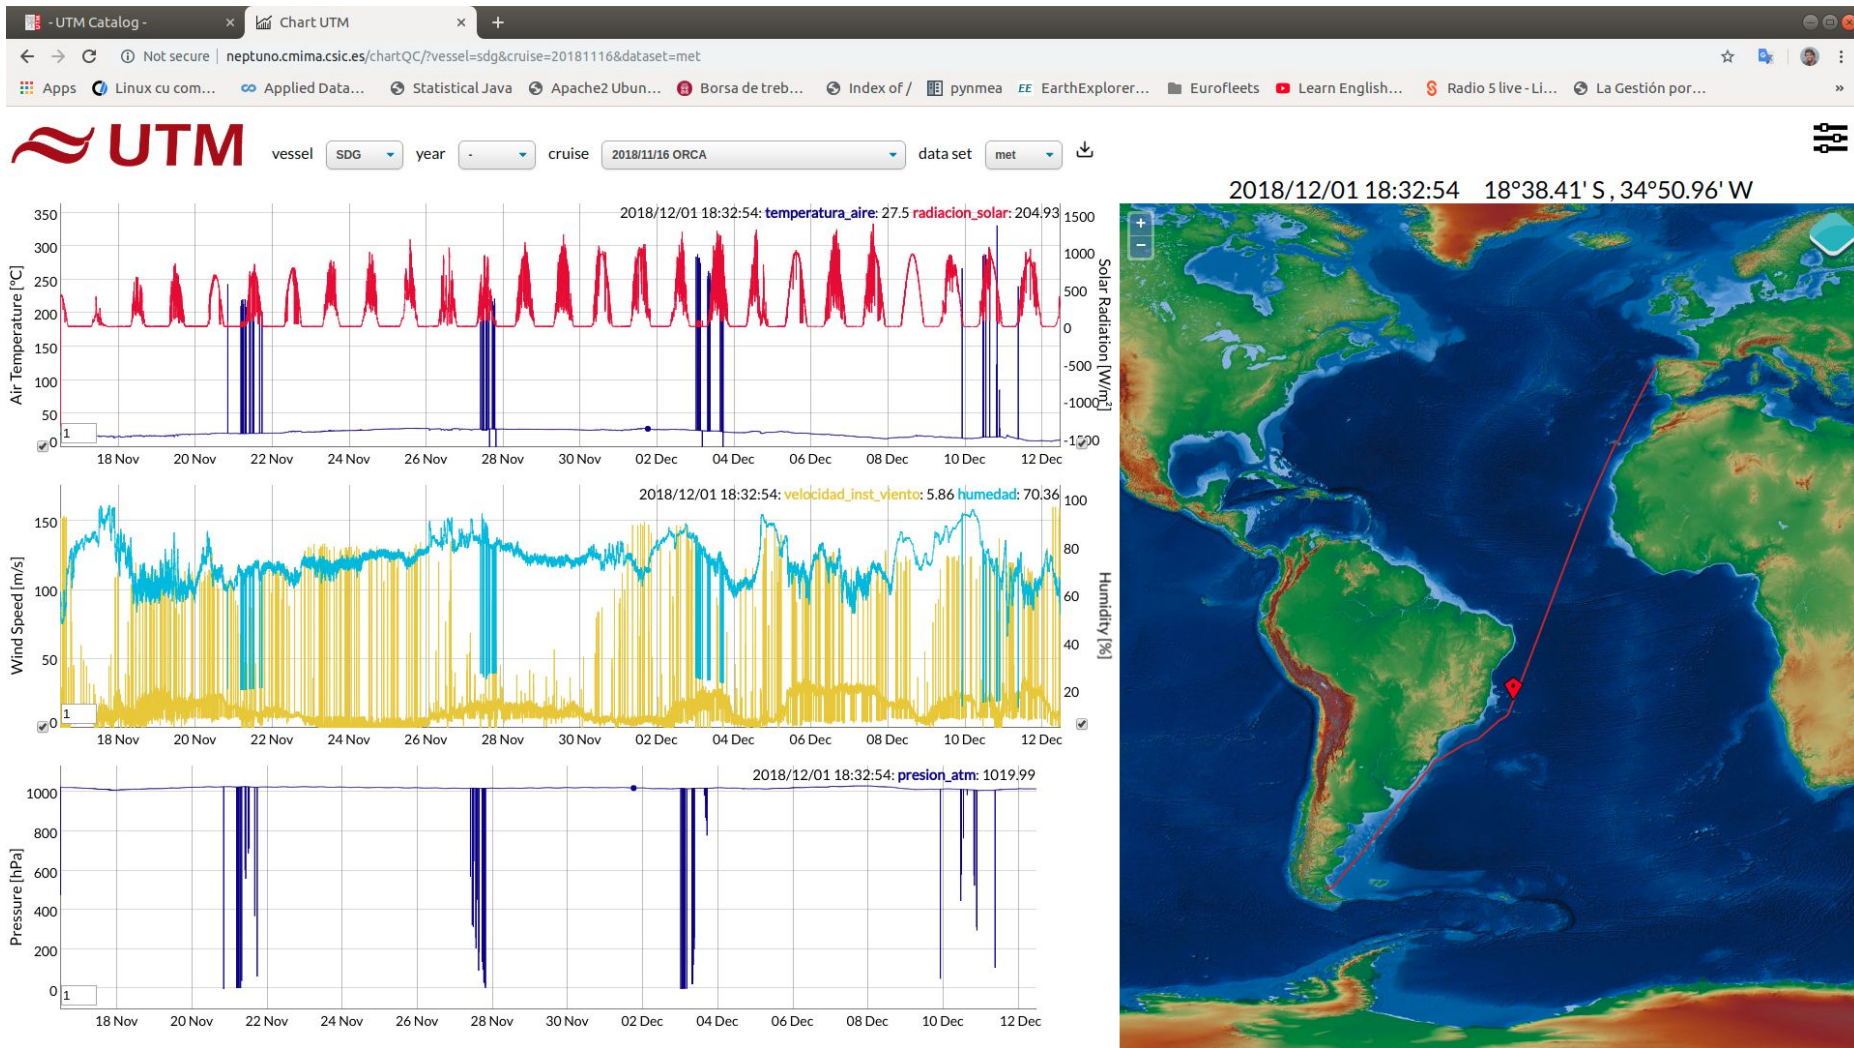 - UTM Catalog -
Chart UTM
Not secure | neptuno.cmima.csic.es/chartQC/?vessel=sdg&cruise=20181116&dataset=met
Apps Linux cu com... Applied Data... Statistical Java Apache2 Ubun... Borsa de treb... Index of / pynmea EE EarthExplorer... Eurofleets Learn English... Radio 5 live - Li... La Gestión por... »
UTM vessel SDG year - cruise 2018/11/16 ORCA data set met
2018/12/01 18:32:54 18°38.41' S , 34°50.96' W
2018/12/01 18:32:54: temperatura_aire: 27.5 radiacion_solar: 204.93
Air Temperature [°C]
350
300
250
200
150
100
50
0
1
1500
1000
500
0
-500
-1000
Solar Radiation [W/m²]
18 Nov 20 Nov 22 Nov 24 Nov 26 Nov 28 Nov 30 Nov 02 Dec 04 Dec 06 Dec 08 Dec 10 Dec 12 Dec
2018/12/01 18:32:54: velocidad_inst_viento: 5.86 humedad: 70.36
Wind Speed [m/s]
150
100
50
0
1
100
80
60
40
20
Humidity [%]
18 Nov 20 Nov 22 Nov 24 Nov 26 Nov 28 Nov 30 Nov 02 Dec 04 Dec 06 Dec 08 Dec 10 Dec 12 Dec
2018/12/01 18:32:54: presion_atm: 1019.99
Pressure [hPa]
1000
800
600
400
200
0
1
18 Nov 20 Nov 22 Nov 24 Nov 26 Nov 28 Nov 30 Nov 02 Dec 04 Dec 06 Dec 08 Dec 10 Dec 12 Dec
+
−